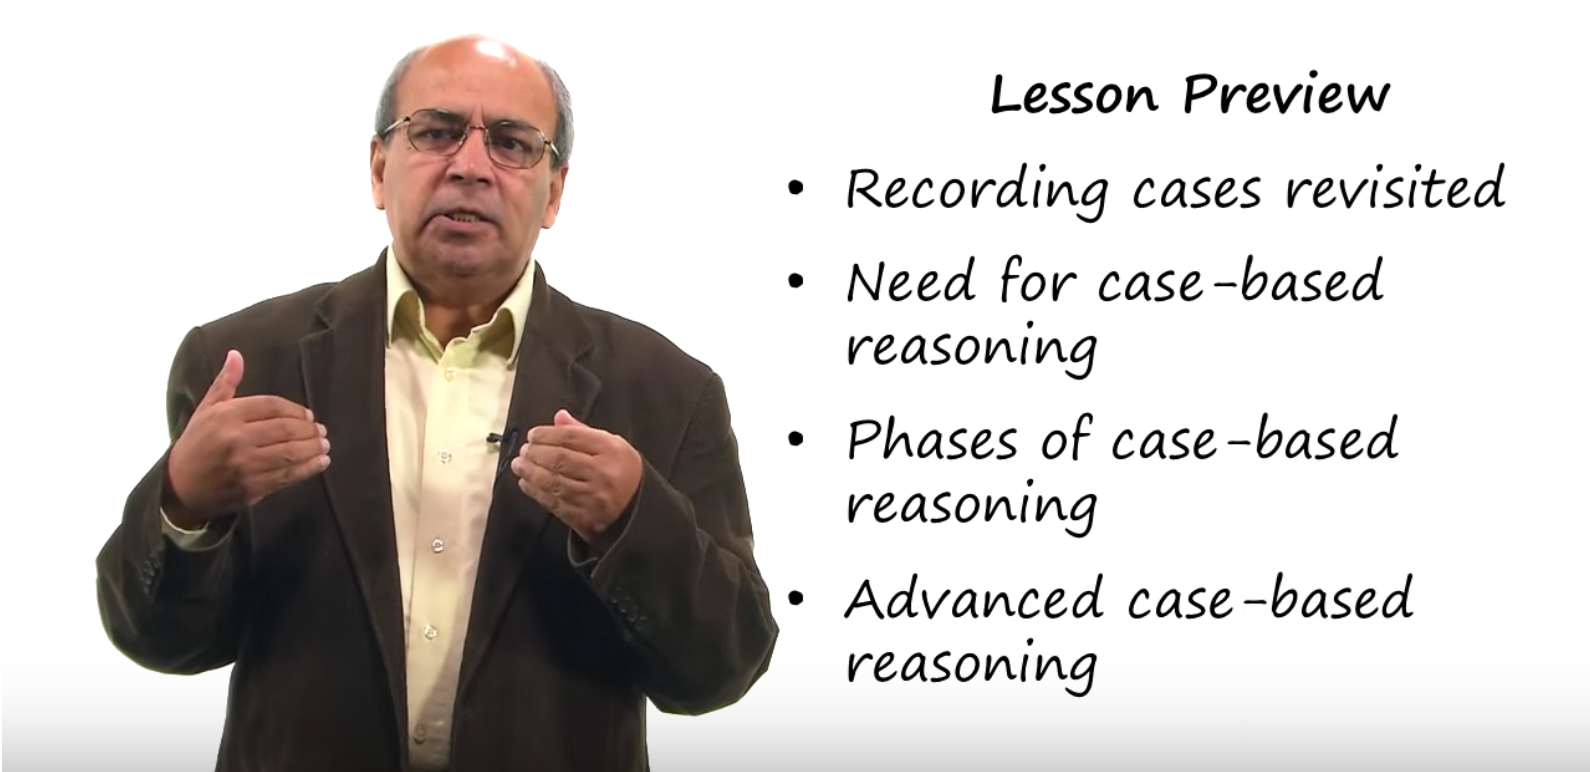 Lesson Preview
• Recording cases revisited
• Need for case-based
reasoning
• Phases of case-based
reasoning
• Advanced case-based
reasoning